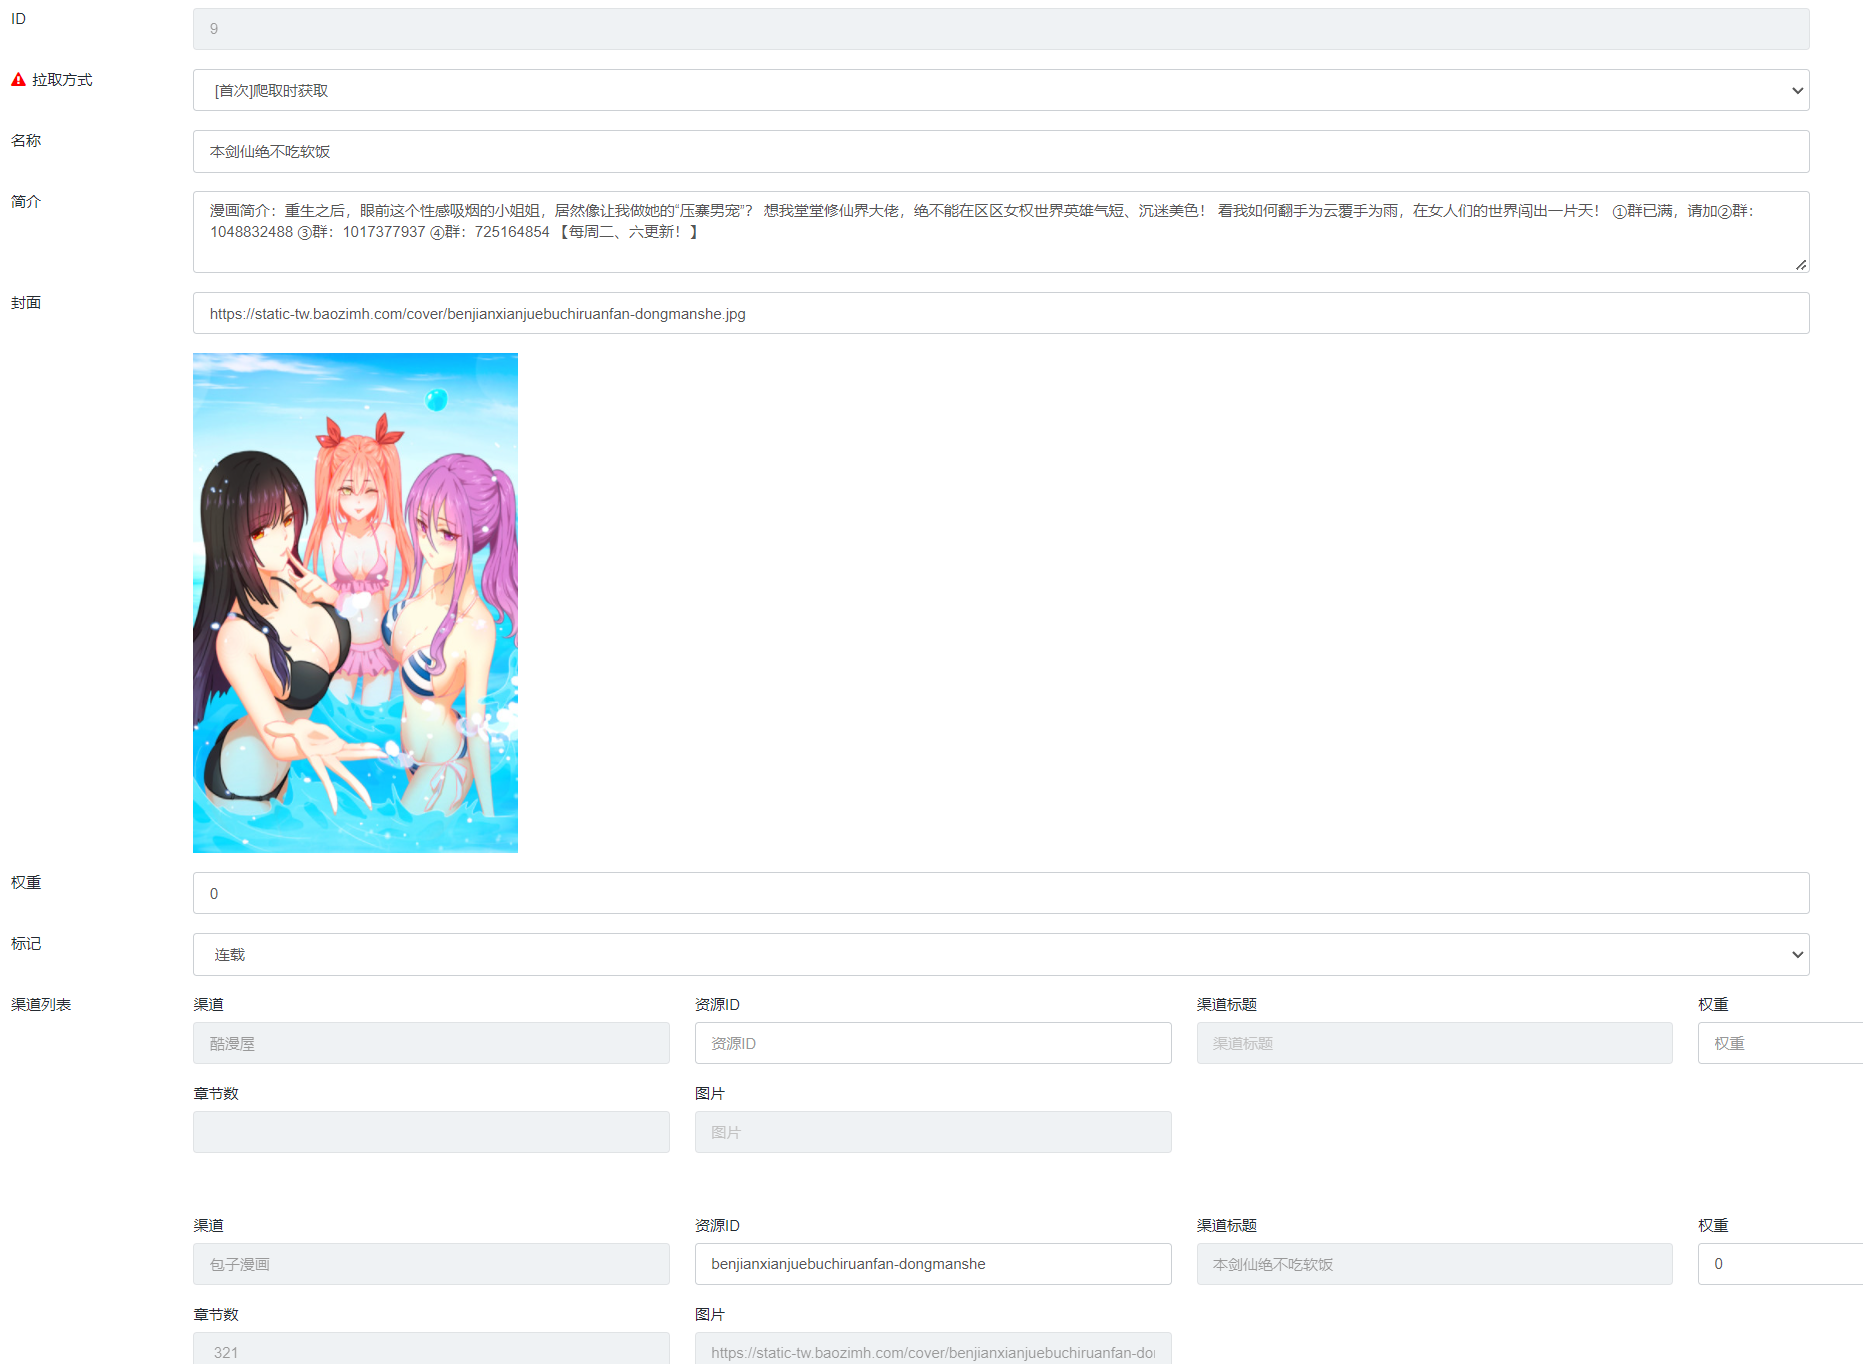 ID
9
拉取方式
[首次]爬取时获取
名称
本剑仙绝不吃软饭
简介
漫画简介：重生之后，眼前这个性感吸烟的小姐姐，居然像让我做她的“压寨男宠”？ 想我堂堂修仙界大佬，绝不能在区区女权世界英雄气短、沉迷美色！ 看我如何翻手为云覆手为雨，在女人们的世界闯出一片天！ ①群已满，请加②群：
1048832488 ③群：1017377937 ④群：725164854 【每周二、六更新！】
封面
https://static-tw.baozimh.com/cover/benjianxianjuebuchiruanfan-dongmanshe.jpg
权重
0
标记
连载
渠道列表
渠道 资源ID 渠道标题 权重
酷漫屋 资源ID 渠道标题 权重
章节数 图片
图片
渠道 资源ID 渠道标题 权重
包子漫画 benjianxianjuebuchiruanfan-dongmanshe 本剑仙绝不吃软饭 0
章节数 图片
321 https://static-tw.baozimh.com/cover/benjianxianjuebuchiruanfan-do